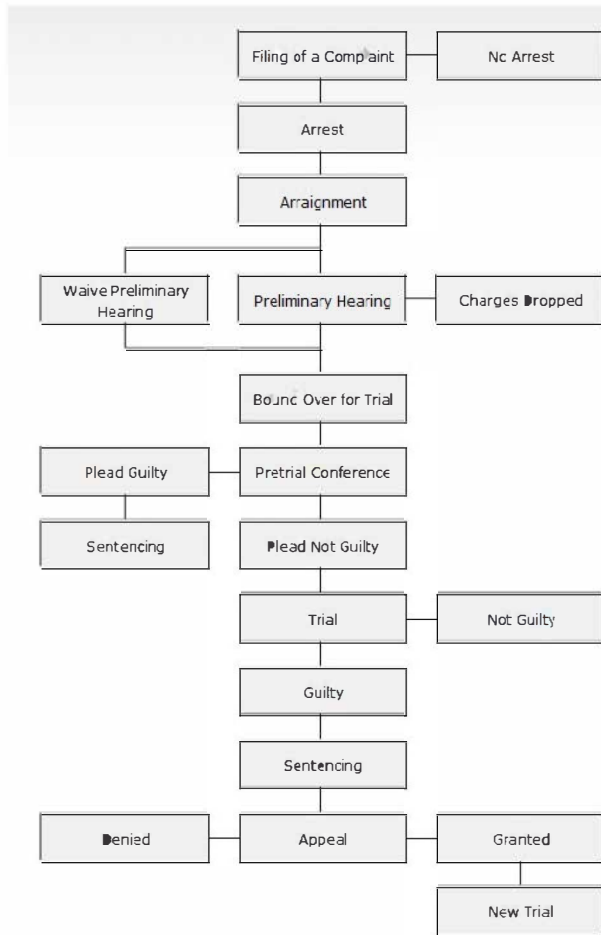 Filing of a Complaint
Nc Arrest
Arrest
Arraignment
Waive Preliminary
Hearing
Preliminary Hearing
Charges Dropped
Bound Over for Trial
Plead Guilty
Pretrial Conference
Sentencing
Plead Not Guilty
Trial
Not Guilty
Guilty
Sentencing
Denied
Appeal
Granted
New Trial